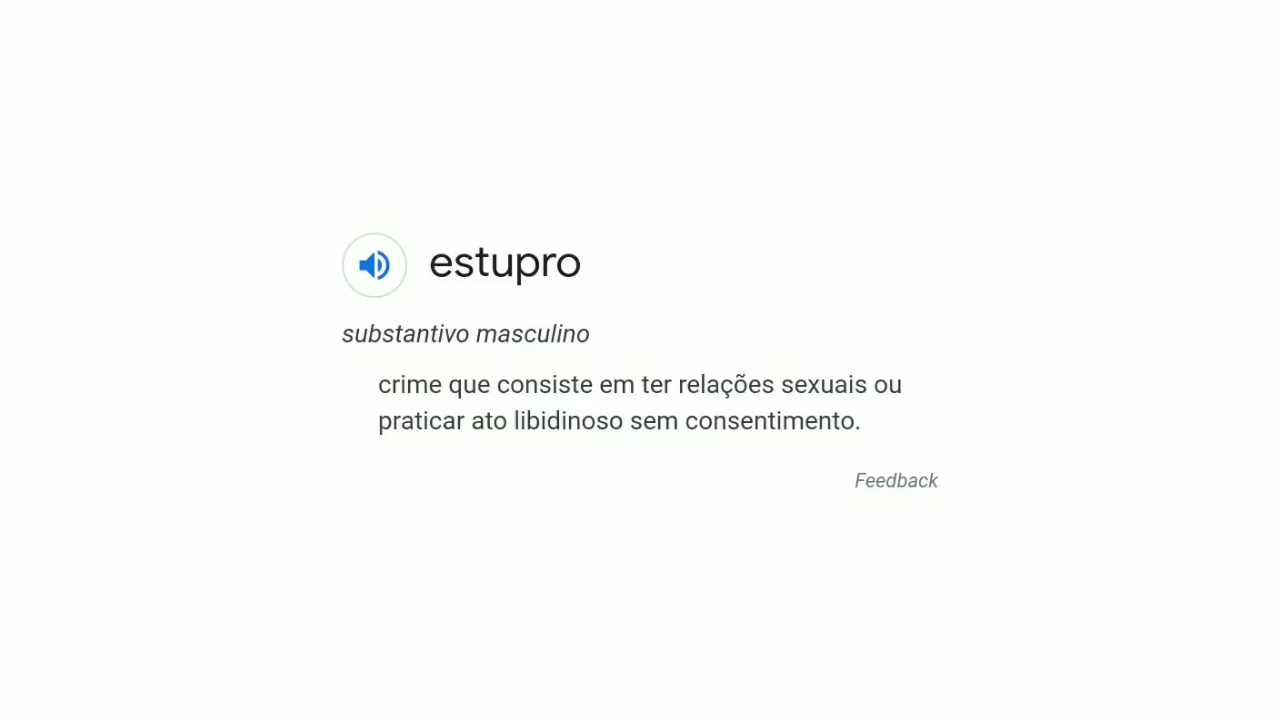 estupro
substantivo masculino
crime que consiste em ter relações sexuais ou
praticar ato libidinoso sem consentimento.
Feedback